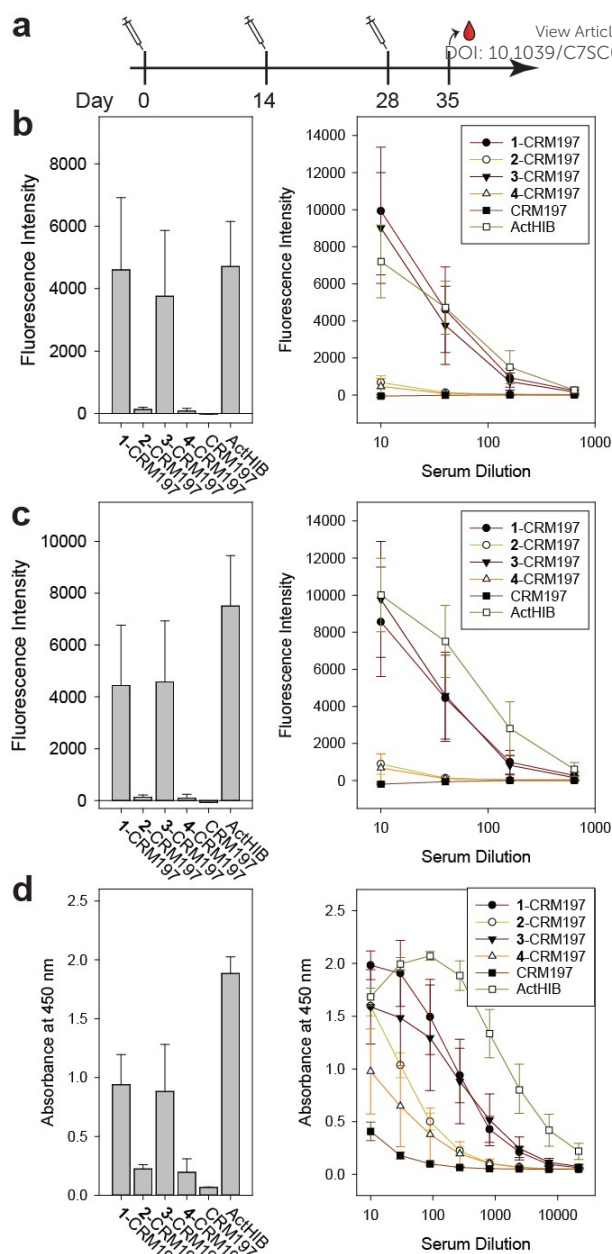 a
View Articl
DOI: 10.1039/C7SC
Day 0 14 28 35
b
Fluorescence Intensity
8000
6000
4000
2000
0
1-CRM197
2-CRM197
3-CRM197
4-CRM197
CRM197
ActHIB
Fluorescence Intensity
14000
12000
10000
8000
6000
4000
2000
0
10 100 1000
Serum Dilution
1-CRM197
2-CRM197
3-CRM197
4-CRM197
CRM197
ActHIB
c
Fluorescence Intensity
10000
8000
6000
4000
2000
0
1-CRM197
2-CRM197
3-CRM197
4-CRM197
CRM197
ActHIB
Fluorescence Intensity
14000
12000
10000
8000
6000
4000
2000
0
10 100 1000
Serum Dilution
1-CRM197
2-CRM197
3-CRM197
4-CRM197
CRM197
ActHIB
d
Absorbance at 450 nm
2.5
2.0
1.5
1.0
0.5
0.0
1-CRM197
2-CRM197
3-CRM197
4-CRM197
CRM197
ActHIB
Absorbance at 450 nm
2.5
2.0
1.5
1.0
0.5
0.0
10 100 1000 10000
Serum Dilution
1-CRM197
2-CRM197
3-CRM197
4-CRM197
CRM197
ActHIB